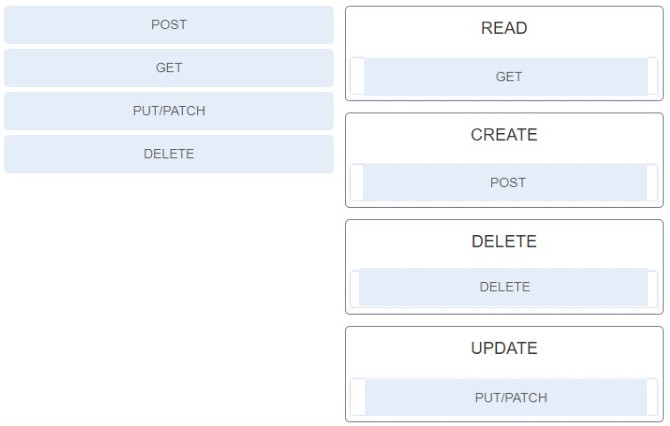 POST
GET
PUT/PATCH
DELETE
READ
GET
CREATE
POST
DELETE
DELETE
UPDATE
PUT/PATCH